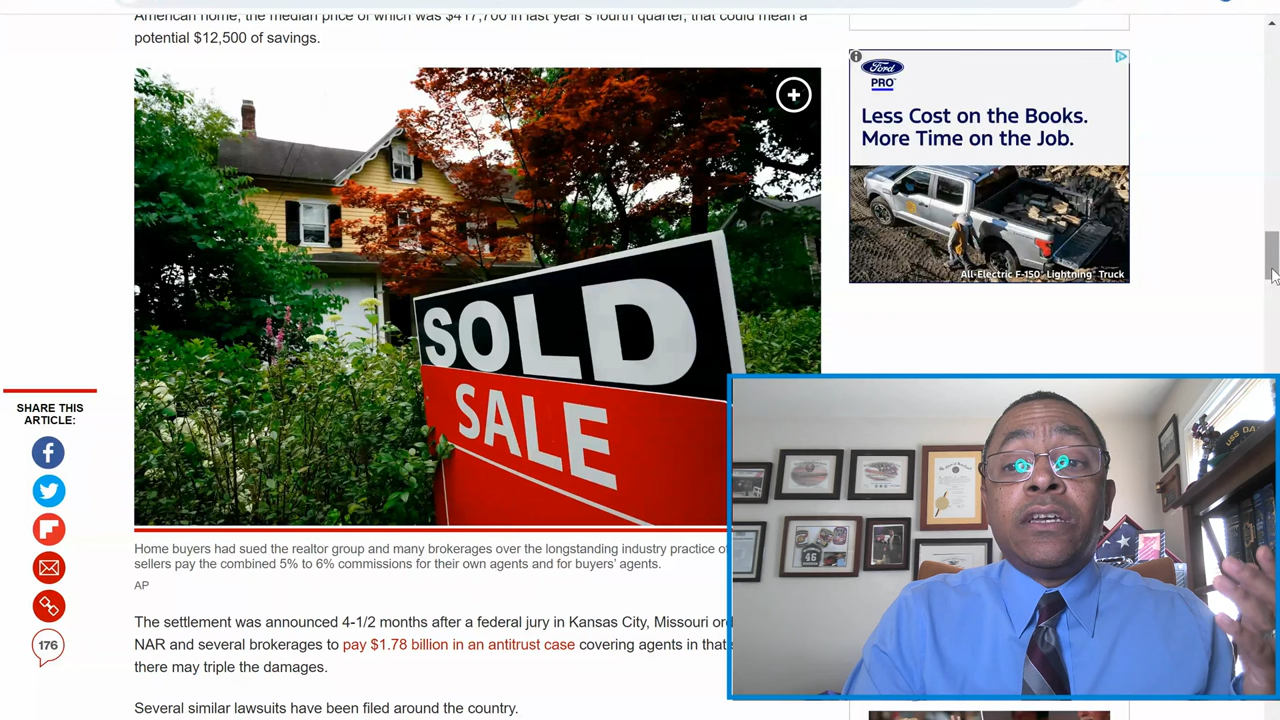 American home, the median price of which was $417,700 in last year's fourth quarter, that could mean a
potential $12,500 of savings.
Ford
PRO
Less Cost on the Books.
More Time on the Job.
All-Electric F-150® Lightning® Truck
SOLD
SALE
SHARE THIS
ARTICLE:
176
Home buyers had sued the realtor group and many brokerages over the longstanding industry practice of
sellers pay the combined 5% to 6% commissions for their own agents and for buyers' agents.
AP
The settlement was announced 4-1/2 months after a federal jury in Kansas City, Missouri
NAR and several brokerages to pay $1.78 billion in an antitrust case covering agents in that
there may triple the damages.
Several similar lawsuits have been filed around the country.
USS
46